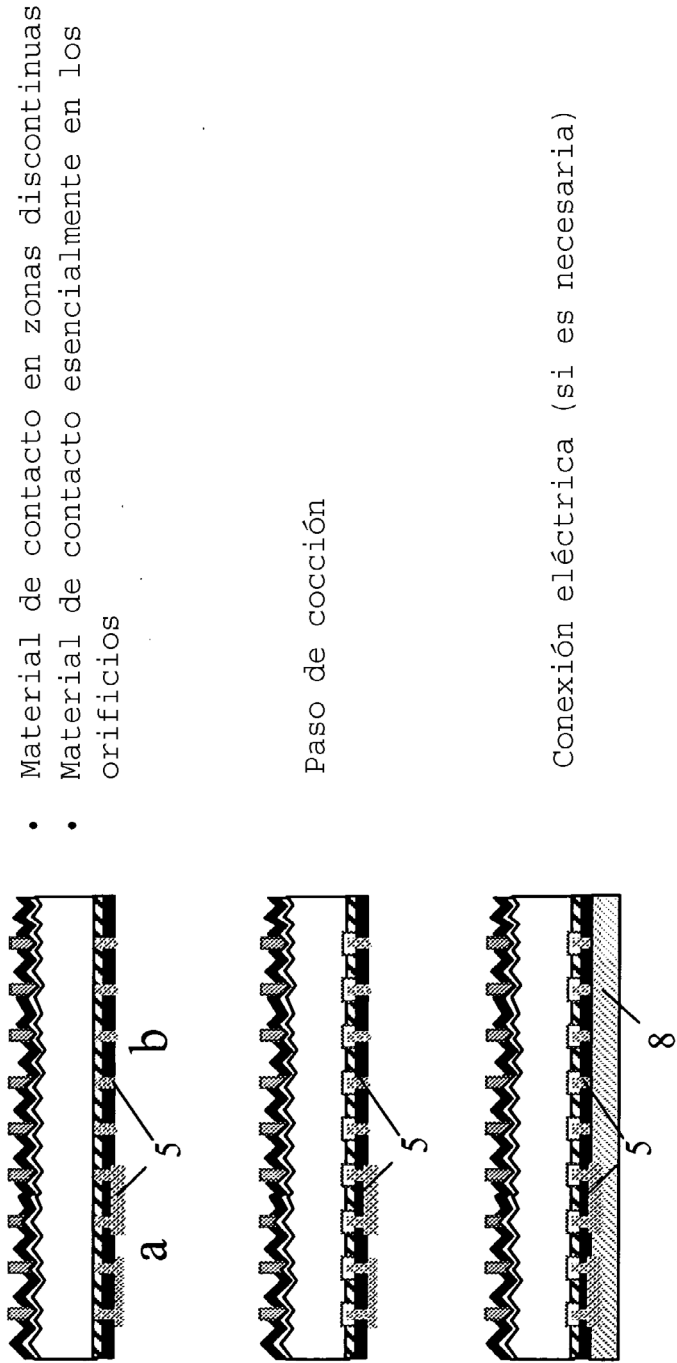 • Material de contacto en zonas discontinuas
• Material de contacto esencialmente en los
orificios
a
b
5
Paso de cocción
5
Conexión eléctrica (si es necesaria)
5
8